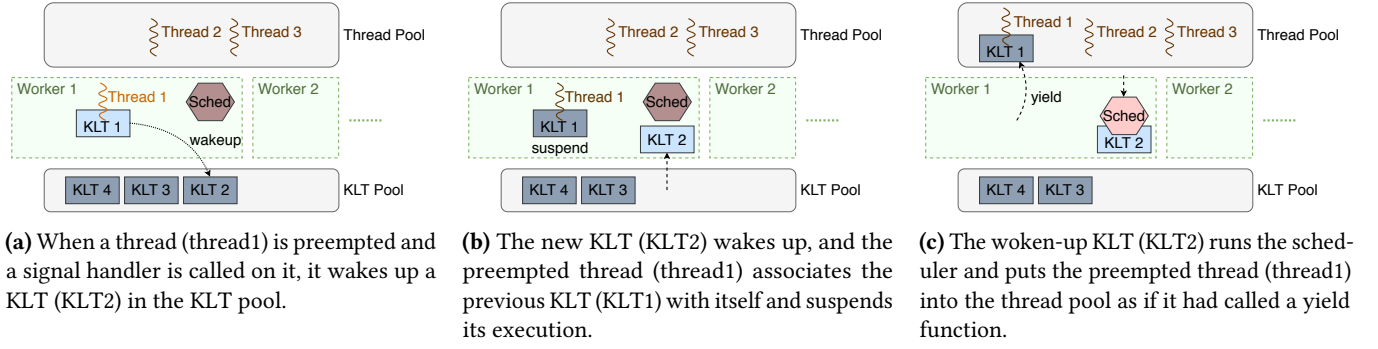 Thread 2 Thread 3 Thread Pool
Worker 1 Thread 1 Sched Worker 2
KLT 1 wakeup ........
KLT 4 KLT 3 KLT 2 KLT Pool
(a) When a thread (thread1) is preempted and
a signal handler is called on it, it wakes up a
KLT (KLT2) in the KLT pool.
Thread 2 Thread 3 Thread Pool
Worker 1 Thread 1 Sched Worker 2
KLT 1 KLT 2 ........
suspend
KLT 4 KLT 3 KLT Pool
(b) The new KLT (KLT2) wakes up, and the
preempted thread (thread1) associates the
previous KLT (KLT1) with itself and suspends
its execution.
Thread 1 Thread 2 Thread 3 Thread Pool
KLT 1
Worker 1 yield Sched Worker 2
KLT 2 ........
KLT 4 KLT 3 KLT Pool
(c) The woken-up KLT (KLT2) runs the sched-
uler and puts the preempted thread (thread1)
into the thread pool as if it had called a yield
function.